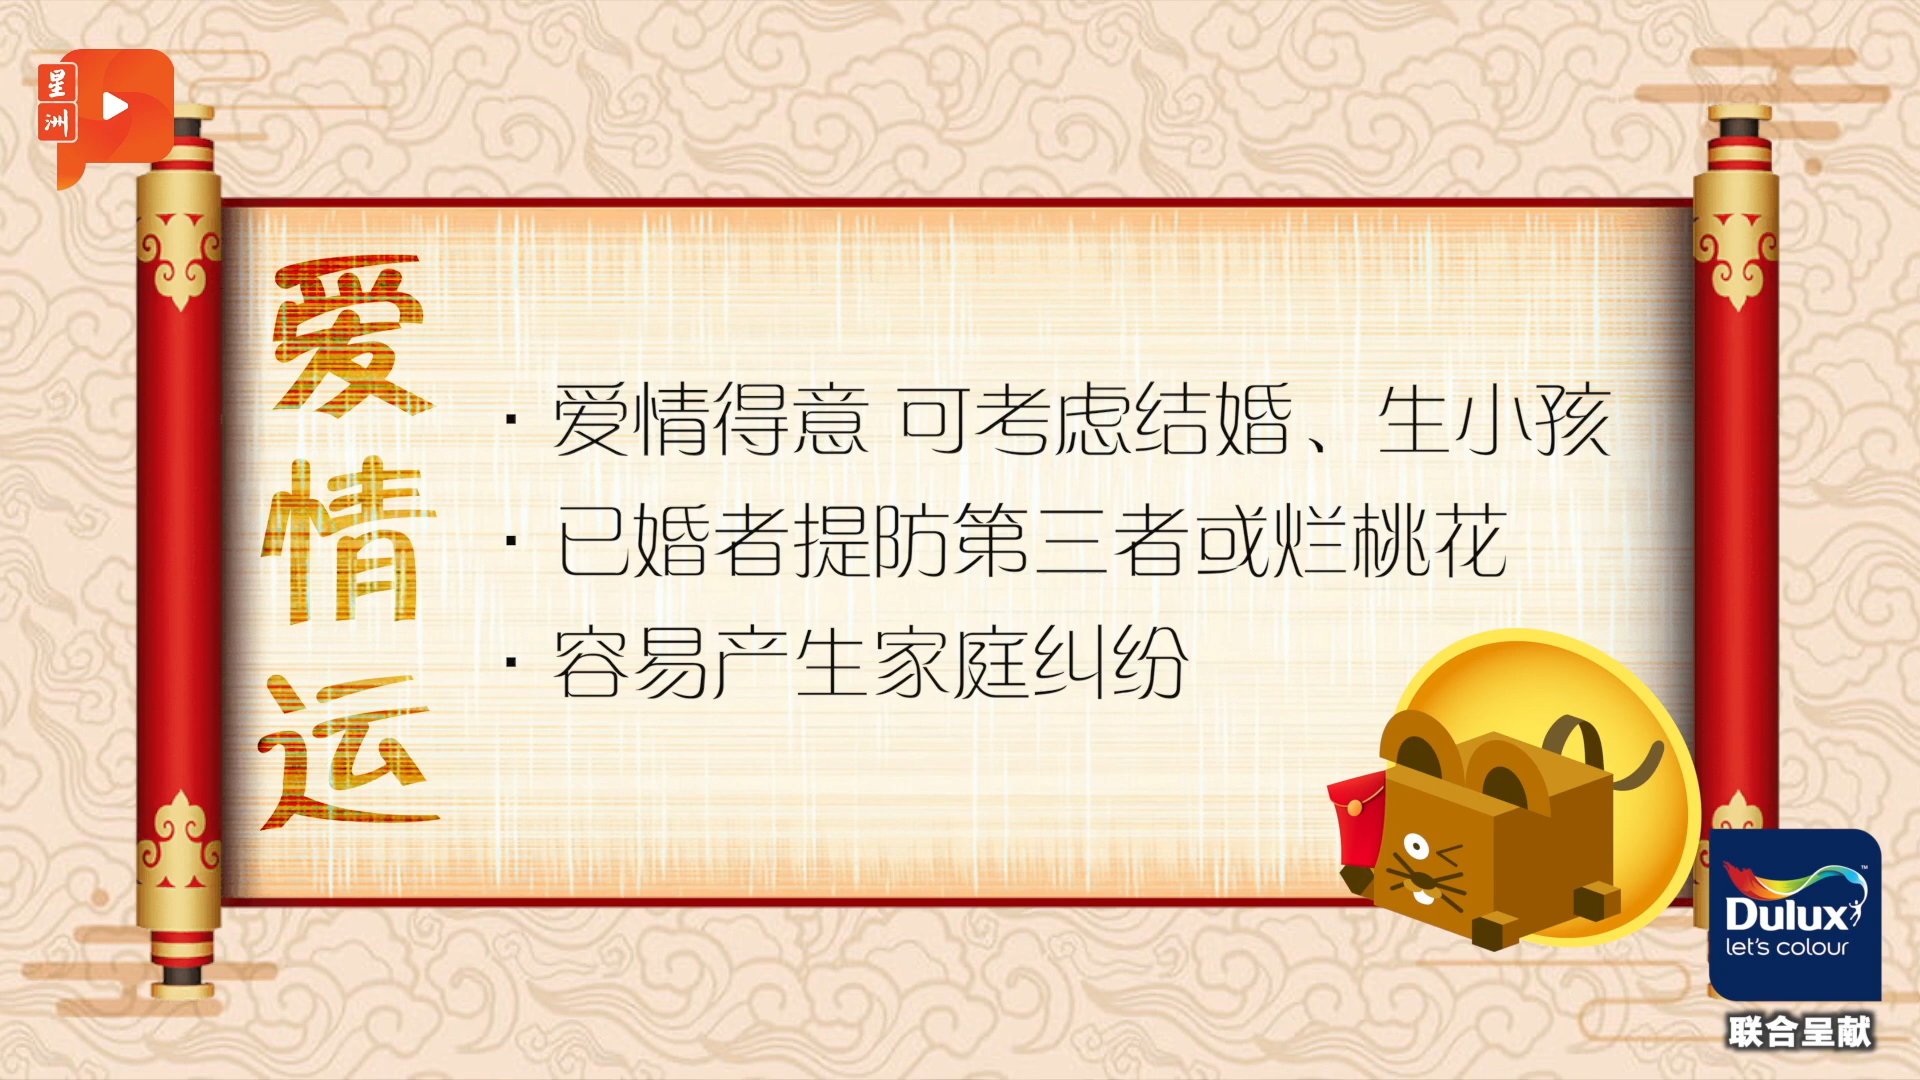 星洲
爱情运
· 爱情得意 可考虑结婚、生小孩
· 已婚者提防第三者或烂桃花
· 容易产生家庭纠纷
Dulux™
let's colour
联合呈献